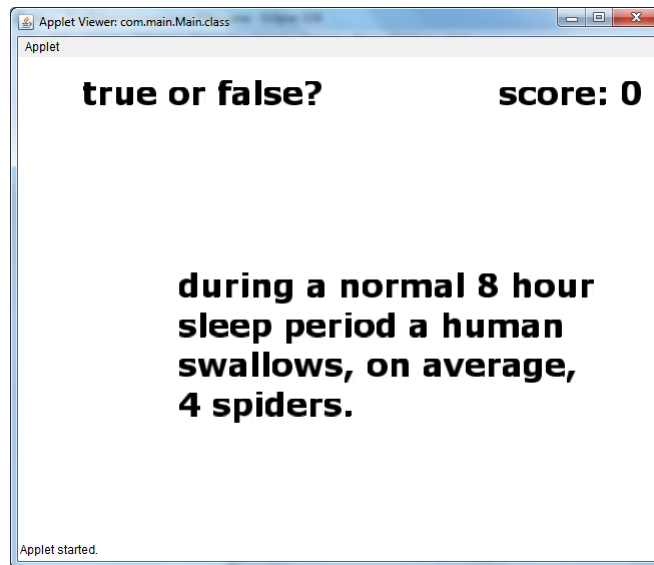 Applet Viewer: com.main.Main.class
Applet
true or false? score: 0
during a normal 8 hour
sleep period a human
swallows, on average,
4 spiders.
Applet started.